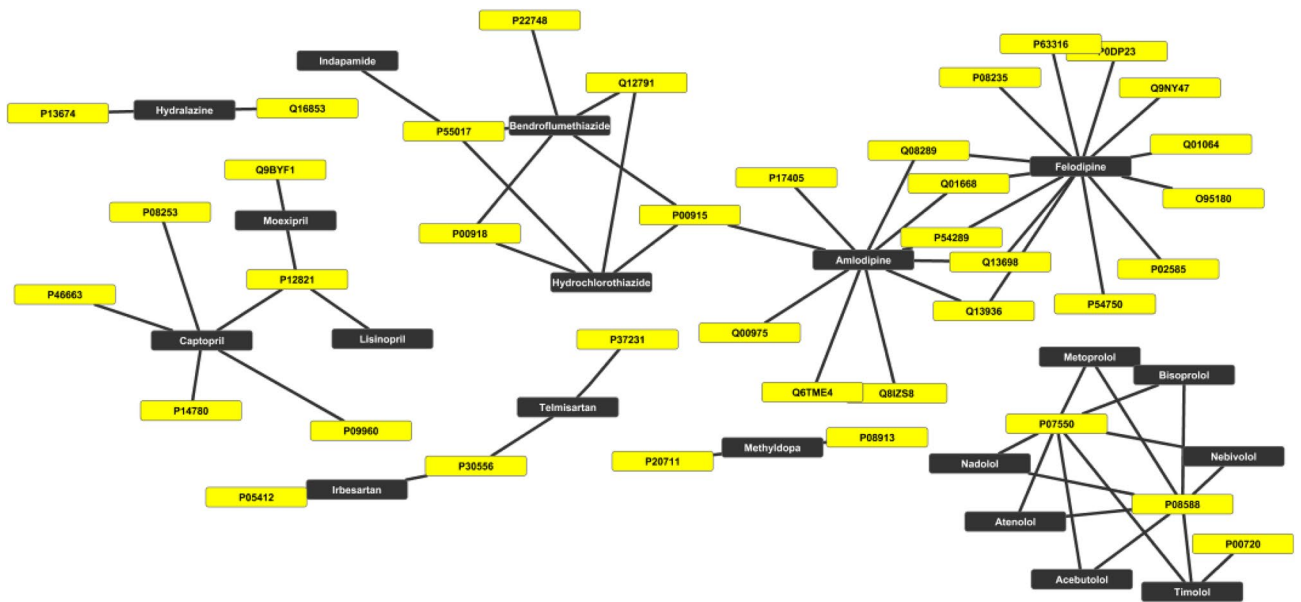 P22748
P63316
P0DP23
Indapamide
P08235
Q12791
Q9NY47
P13674
Hydralazine
Q16853
P55017
Bendroflumethiazide
Q08289
Q01064
Felodipine
Q9BYF1
P17405
Q01668
O95180
P08253
Moexipril
P00915
P00918
P54289
Amlodipine
Q13698
P02585
P12821
Hydrochlorothiazide
P46663
P54750
Q13936
Captopril
Lisinopril
P37231
Q00975
Metoprolol
Bisoprolol
Q6TME4
Q8IZS8
P14780
Telmisartan
P07550
P09960
P08913
Methyldopa
Nebivolol
P20711
P30556
Nadolol
Irbesartan
P05412
P08588
Atenolol
P00720
Acebutolol
Timolol